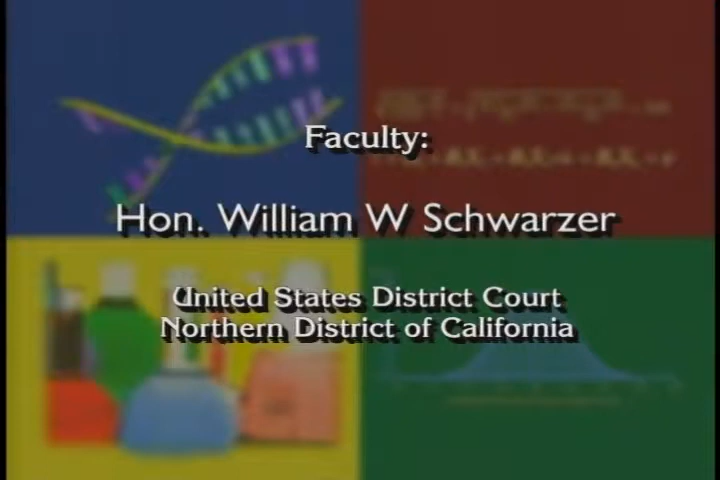 Faculty:
Hon. William W Schwarzer
United States District Court
Northern District of California